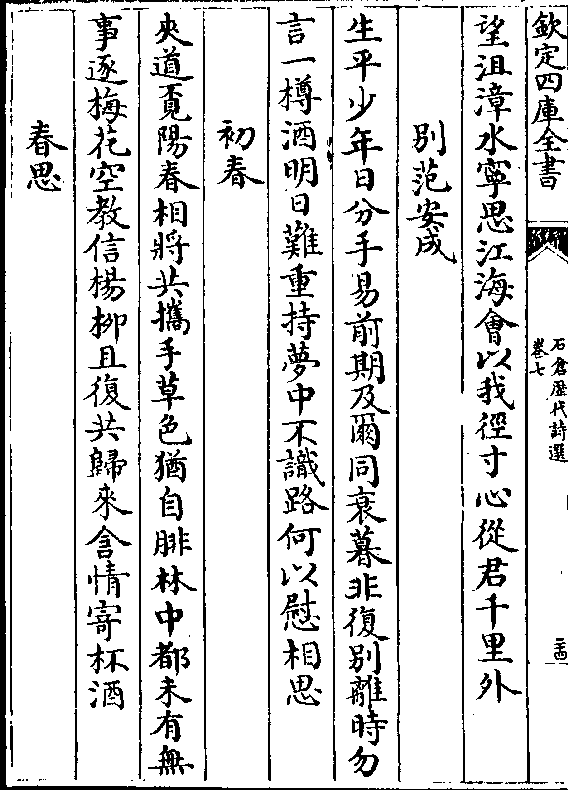 欽定四庫全書
石倉歴代詩選
卷七
二十四
望沮漳水寧思江海會以我徑寸心從君千里外
別范安成
生平少年日分手易前期及爾同衰暮非復別離時勿
言一樽酒明日難重持夢中不識路何以慰相思
初春
夾道覓陽春相將共攜手草色猶自腓林中都未有無
事逐梅花空教信楊柳且復共歸來含情寄杯酒
春思